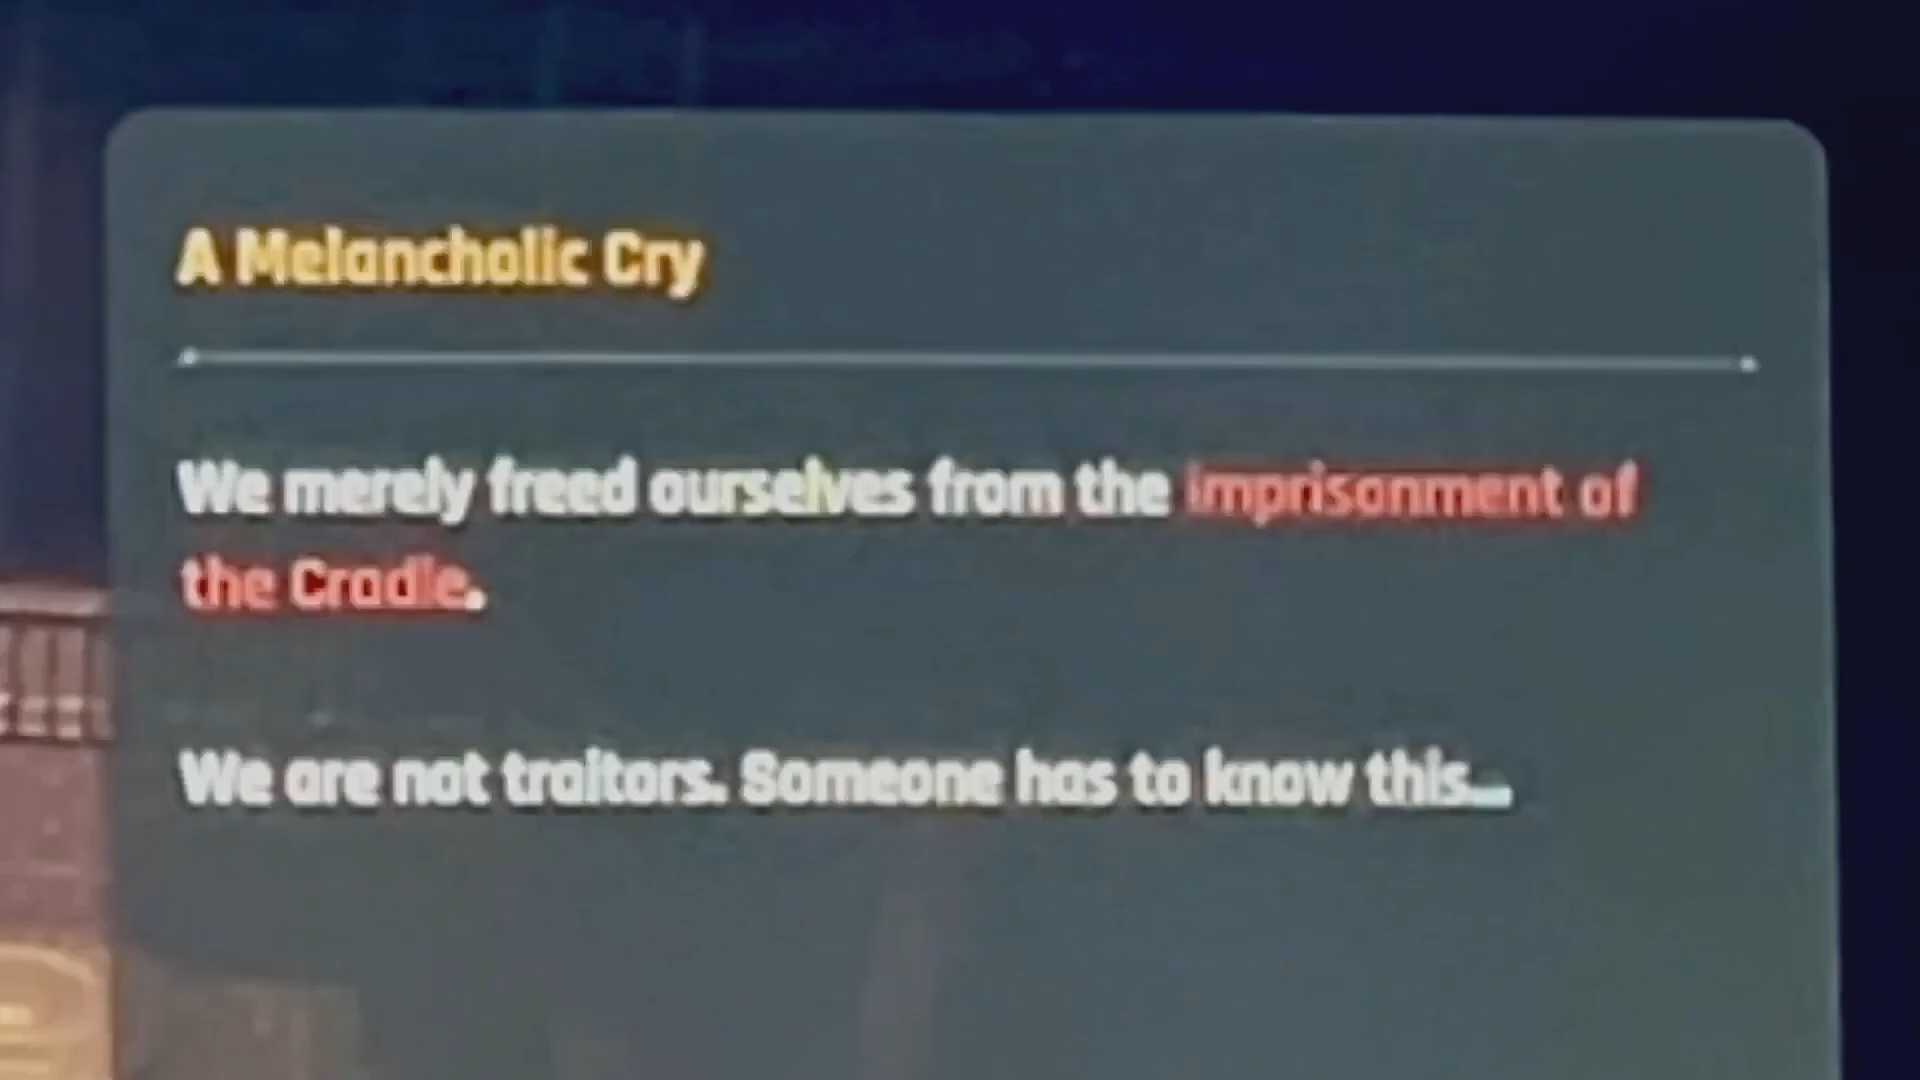 A Melancholic Cry
We merely freed ourselves from the imprisonment of
the Cradle.
We are not traitors. Someone has to know this...